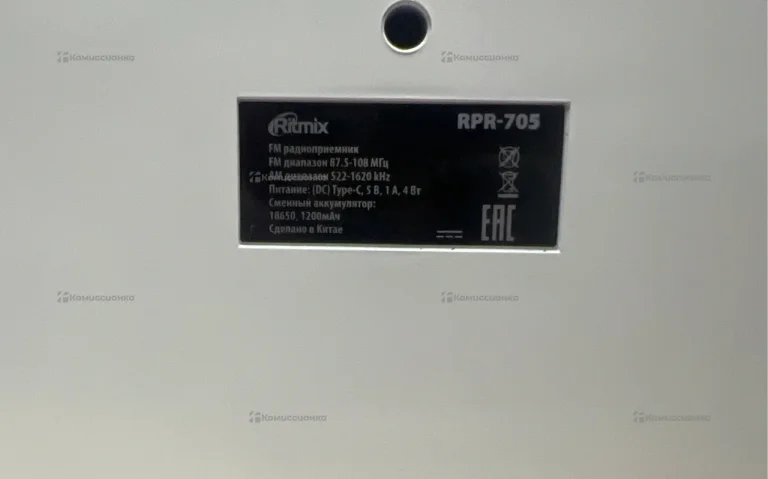 Комиссионка Комиссионка
Ritmix RPR-705
FM радиоприемник
FM диапазон 87.5-108 МГц
AM диапазон 522-1620 kHz
Комиссионка Комиссионка
Питание: (DC) Type-C, 5 В, 1 А, 4 Вт
Сменный аккумулятор:
18650, 1200мАч
Сделано в Китае
EAC
Комиссионка Комиссионка
Комиссионка Комиссионка